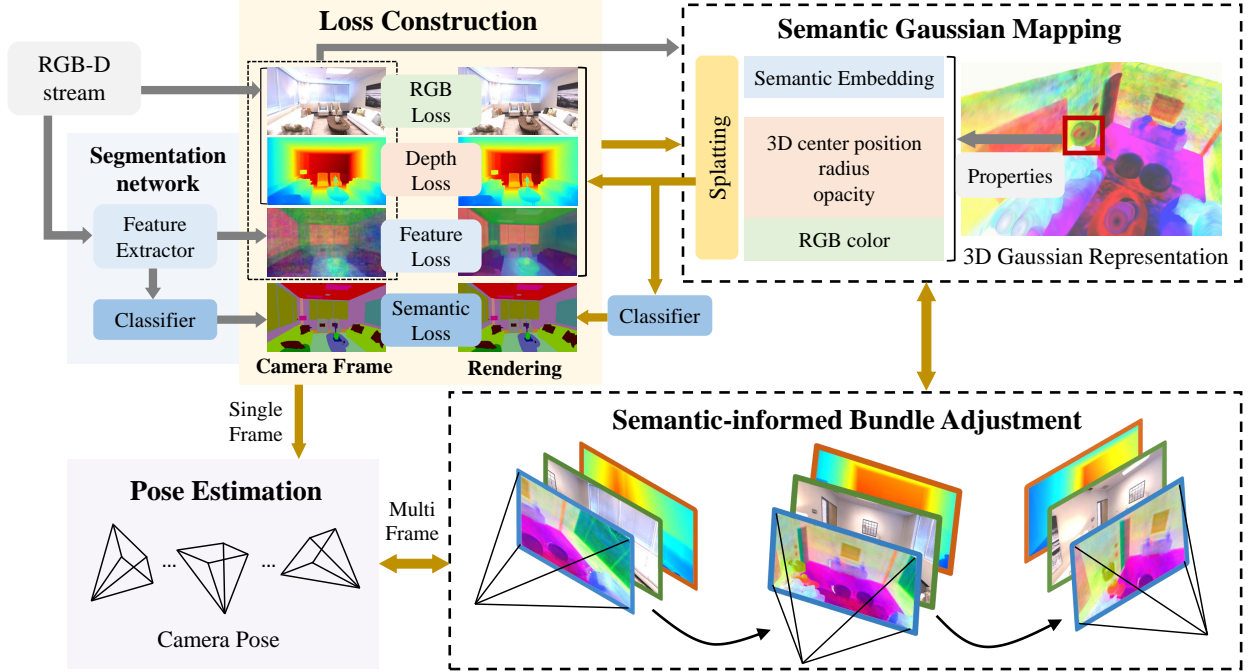 Loss Construction
RGB-D
stream
RGB
Loss
Depth
Loss
Feature
Loss
Semantic
Loss
Camera Frame
Rendering
Segmentation
network
Feature
Extractor
Classifier
Classifier
Semantic Gaussian Mapping
Splatting
Semantic Embedding
3D center position
radius
opacity
RGB color
Properties
3D Gaussian Representation
Single
Frame
Pose Estimation
...
...
Camera Pose
Multi
Frame
Semantic-informed Bundle Adjustment